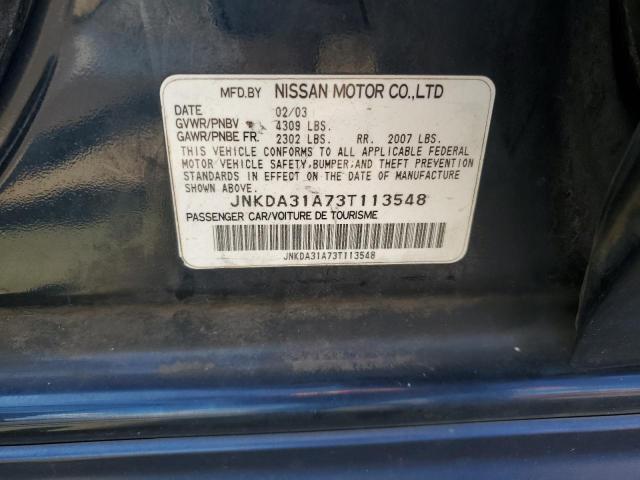 MFD.BY NISSAN MOTOR CO.,LTD
DATE 02/03
GVWR/PNBV 4309 LBS.
GAWR/PNBE FR. 2302 LBS. RR. 2007 LBS.
THIS VEHICLE CONFORMS TO ALL APPLICABLE FEDERAL
MOTOR VEHICLE SAFETY, BUMPER, AND THEFT PREVENTION
STANDARDS IN EFFECT ON THE DATE OF MANUFACTURE
SHOWN ABOVE.
JNKDA31A73T113548
PASSENGER CAR/VOITURE DE TOURISME
JNKDA31A73T113548